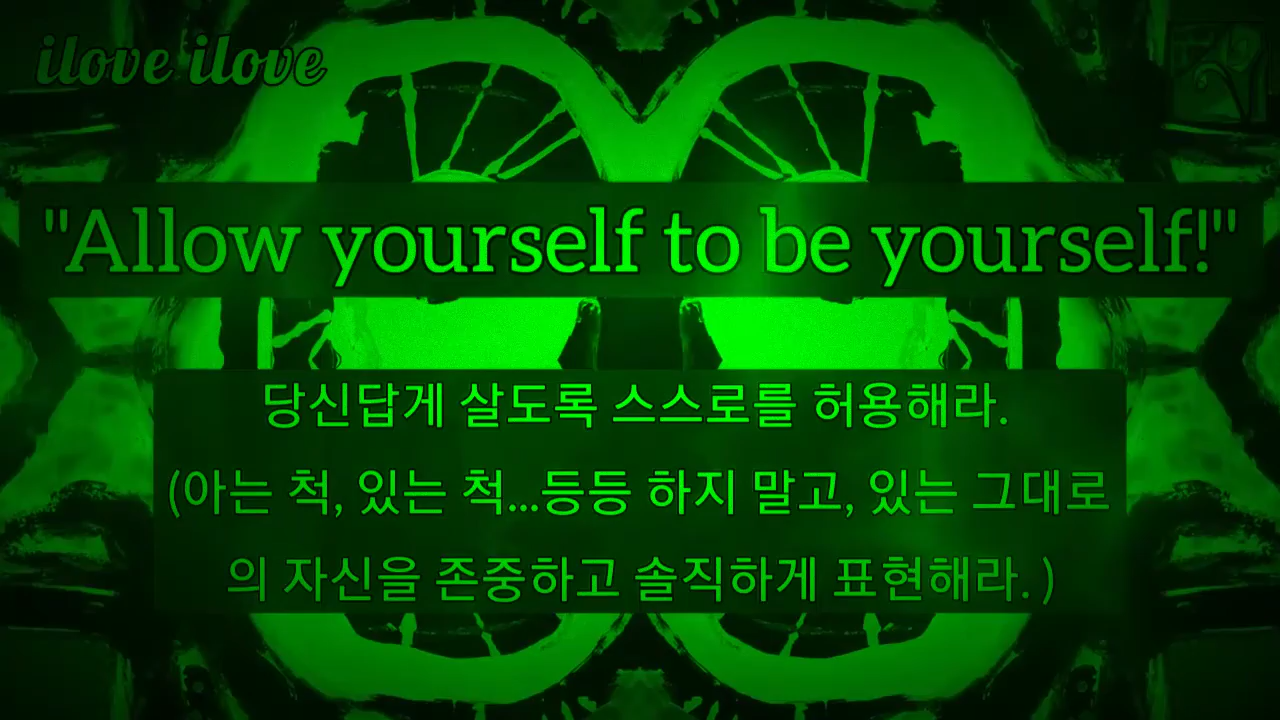 ilove ilove
"Allow yourself to be yourself!"
당신답게 살도록 스스로를 허용해라.
(아는 척, 있는 척...등등 하지 말고, 있는 그대로
의 자신을 존중하고 솔직하게 표현해라. )